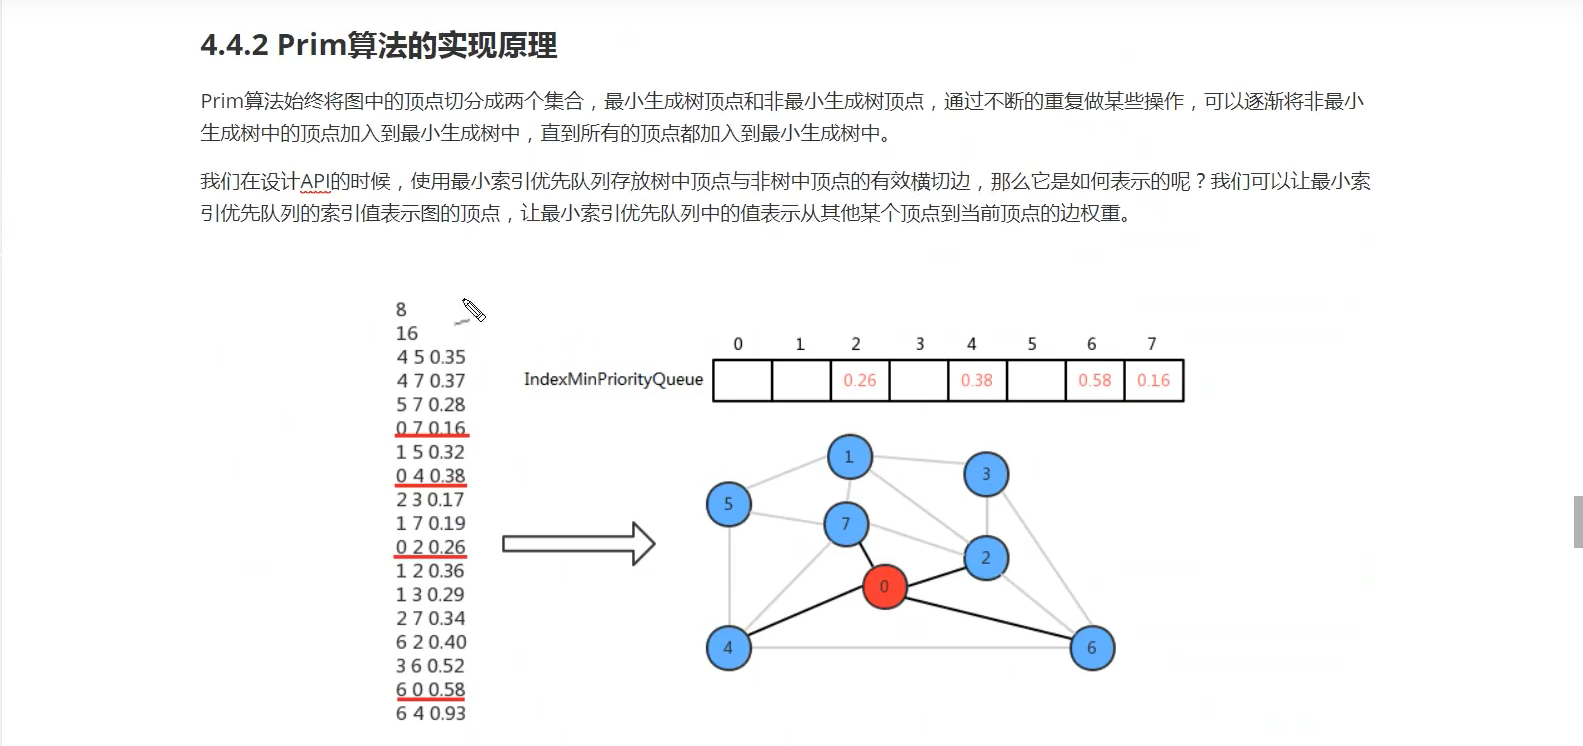 4.4.2 Prim算法的实现原理
Prim算法始终将图中的顶点切分成两个集合，最小生成树顶点和非最小生成树顶点，通过不断的重复做某些操作，可以逐渐将非最小
生成树中的顶点加入到最小生成树中，直到所有的顶点都加入到最小生成树中。
我们在设计API的时候，使用最小索引优先队列存放树中顶点与非树中顶点的有效横切边，那么它是如何表示的呢？我们可以让最小索
引优先队列的索引值表示图的顶点，让最小索引优先队列中的值表示从其他某个顶点到当前顶点的边权重。
8
16
4 5 0.35
4 7 0.37
5 7 0.28
0 7 0.16
1 5 0.32
0 4 0.38
2 3 0.17
1 7 0.19
0 2 0.26
1 2 0.36
1 3 0.29
2 7 0.34
6 2 0.40
3 6 0.52
6 0 0.58
6 4 0.93
0 1 2 3 4 5 6 7
IndexMinPriorityQueue 0.26 0.38 0.58 0.16
1
3
5
7
2
0
4
6